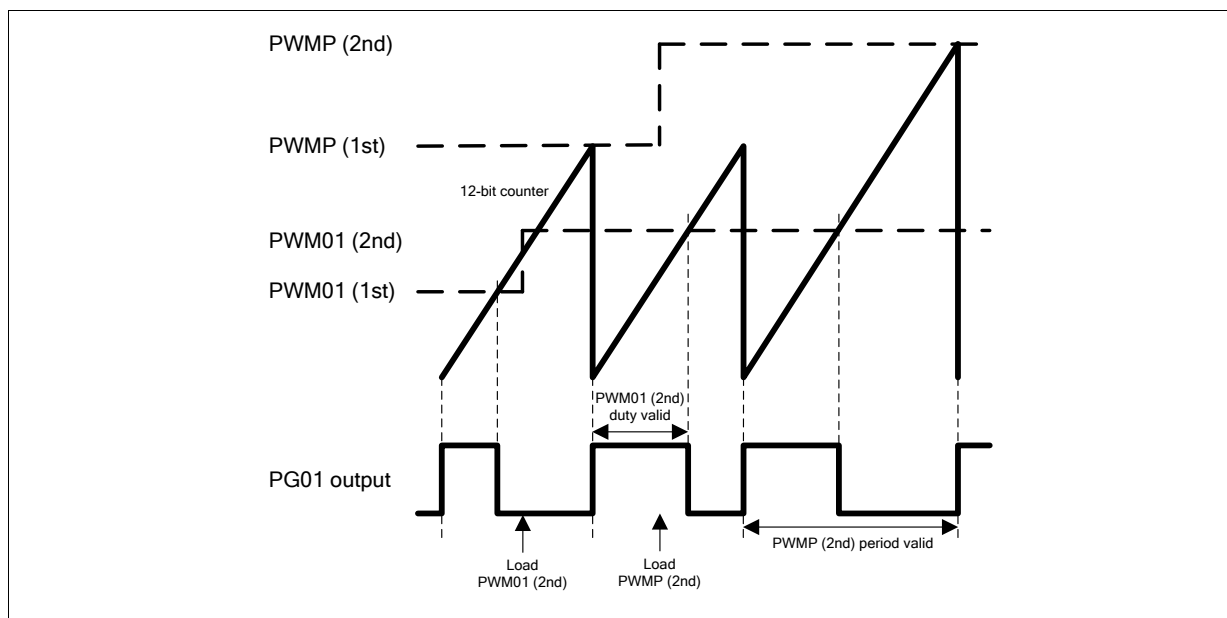 PWMP (2nd)
PWMP (1st)
12-bit counter
PWM01 (2nd)
PWM01 (1st)
PWM01 (2nd)
duty valid
PG01 output
PWMP (2nd) period valid
Load
PWM01 (2nd)
Load
PWMP (2nd)